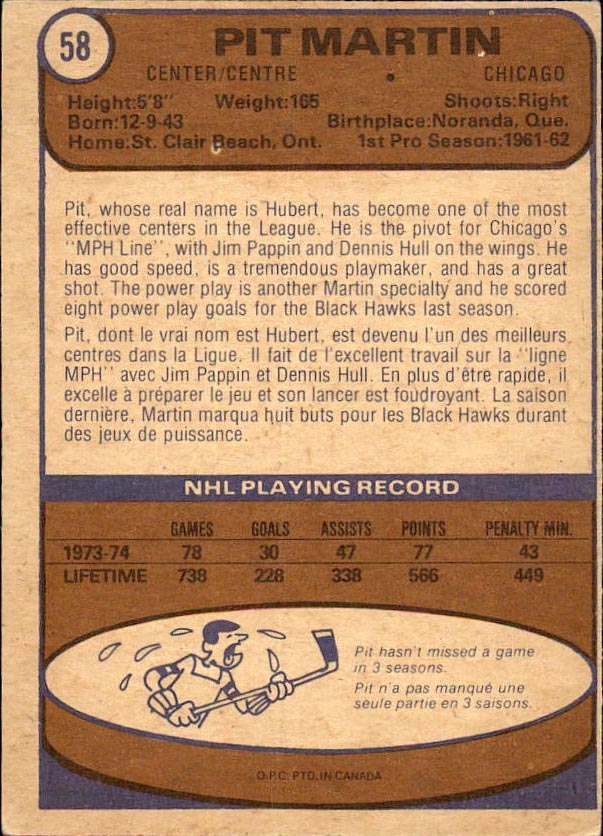 58
PIT MARTIN
CENTER/CENTRE • CHICAGO
Height:5'8" Weight:165 Shoots:Right
Born:12-9-43 Birthplace:Noranda, Que.
Home:St. Clair Beach, Ont. 1st Pro Season:1961-62
Pit, whose real name is Hubert, has become one of the most
effective centers in the League. He is the pivot for Chicago's
"MPH Line", with Jim Pappin and Dennis Hull on the wings. He
has good speed, is a tremendous playmaker, and has a great
shot. The power play is another Martin specialty and he scored
eight power play goals for the Black Hawks last season.
Pit, dont le vrai nom est Hubert, est devenu l'un des meilleurs
centres dans la Ligue. Il fait de l'excellent travail sur la "ligne
MPH" avec Jim Pappin et Dennis Hull. En plus d'être rapide, il
excelle à préparer le jeu et son lancer est foudroyant. La saison
dernière, Martin marqua huit buts pour les Black Hawks durant
des jeux de puissance.
NHL PLAYING RECORD
GAMES GOALS ASSISTS POINTS PENALTY MIN.
1973-74 78 30 47 77 43
LIFETIME 738 228 338 566 449
Pit hasn't missed a game
in 3 seasons.
Pit n'a pas manqué une
seule partie en 3 saisons.
O.P.C. PTD. IN CANADA